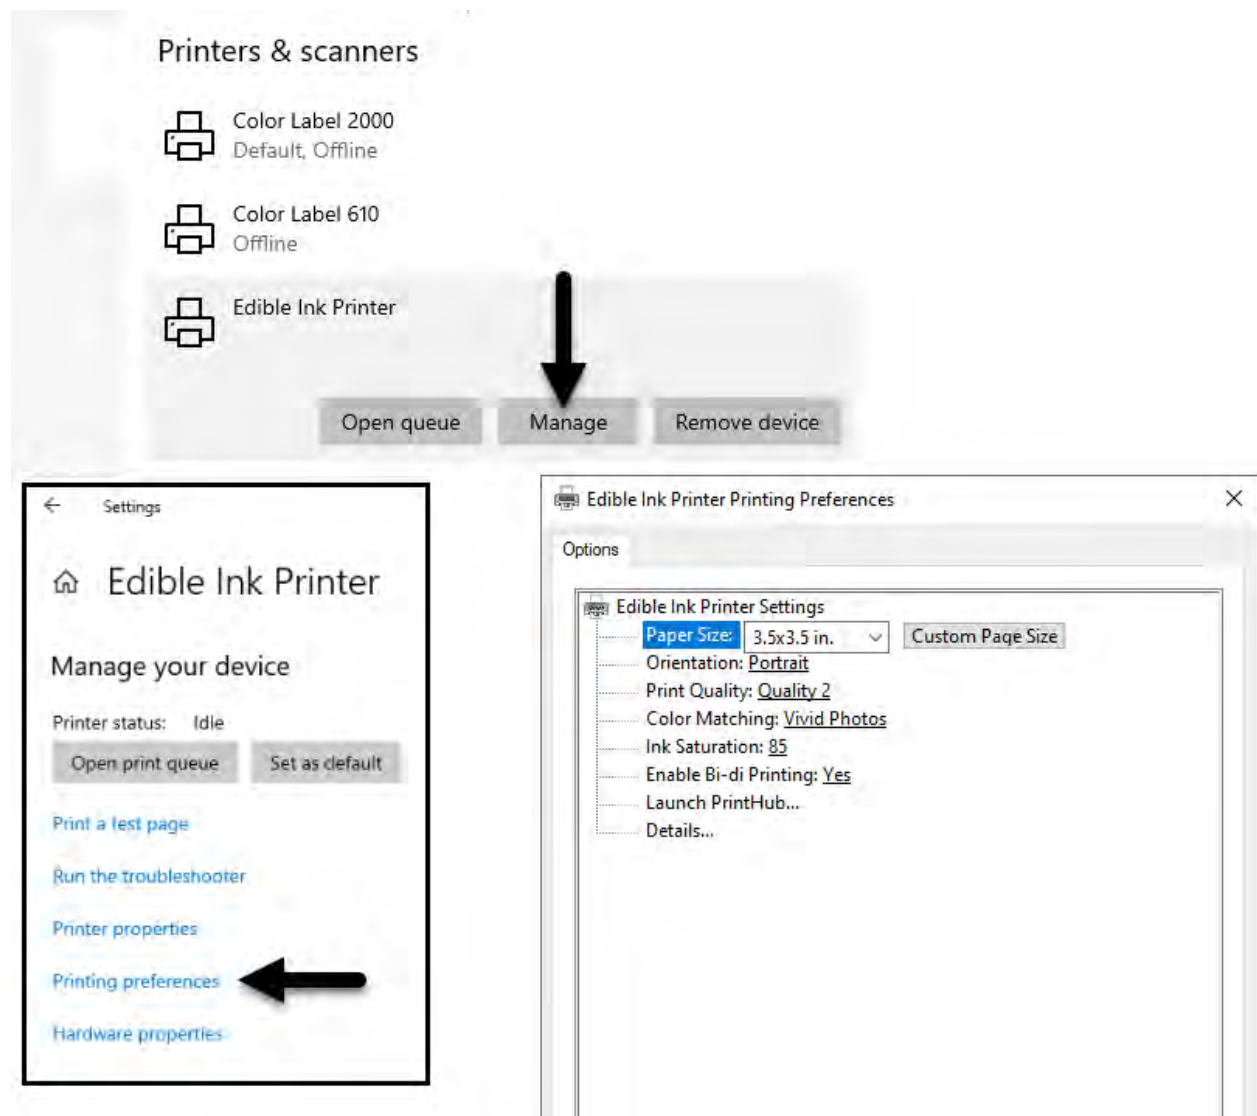 Printers & scanners
Color Label 2000
Default, Offline
Color Label 610
Offline
Edible Ink Printer
Open queue
Manage
Remove device
Settings
Edible Ink Printer
Manage your device
Printer status: Idle
Open print queue
Set as default
Print a test page
Run the troubleshooter
Printer properties
Printing preferences
Hardware properties
Edible Ink Printer Printing Preferences
Options
Edible Ink Printer Settings
Paper Size: 3.5x3.5 in. Custom Page Size
Orientation: Portrait
Print Quality: Quality 2
Color Matching: Vivid Photos
Ink Saturation: 85
Enable Bi-di Printing: Yes
Launch PrintHub...
Details...